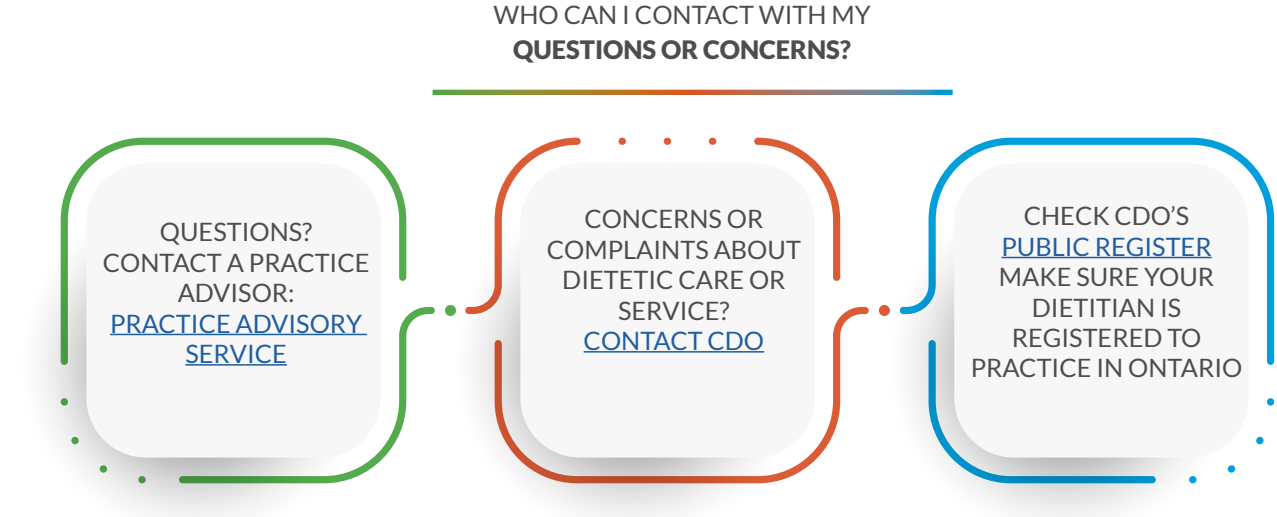 WHO CAN I CONTACT WITH MY
QUESTIONS OR CONCERNS?
QUESTIONS?
CONTACT A PRACTICE
ADVISOR:
PRACTICE ADVISORY
SERVICE
CONCERNS OR
COMPLAINTS ABOUT
DIETETIC CARE OR
SERVICE?
CONTACT CDO
CHECK CDO’S
PUBLIC REGISTER
MAKE SURE YOUR
DIETITIAN IS
REGISTERED TO
PRACTICE IN ONTARIO